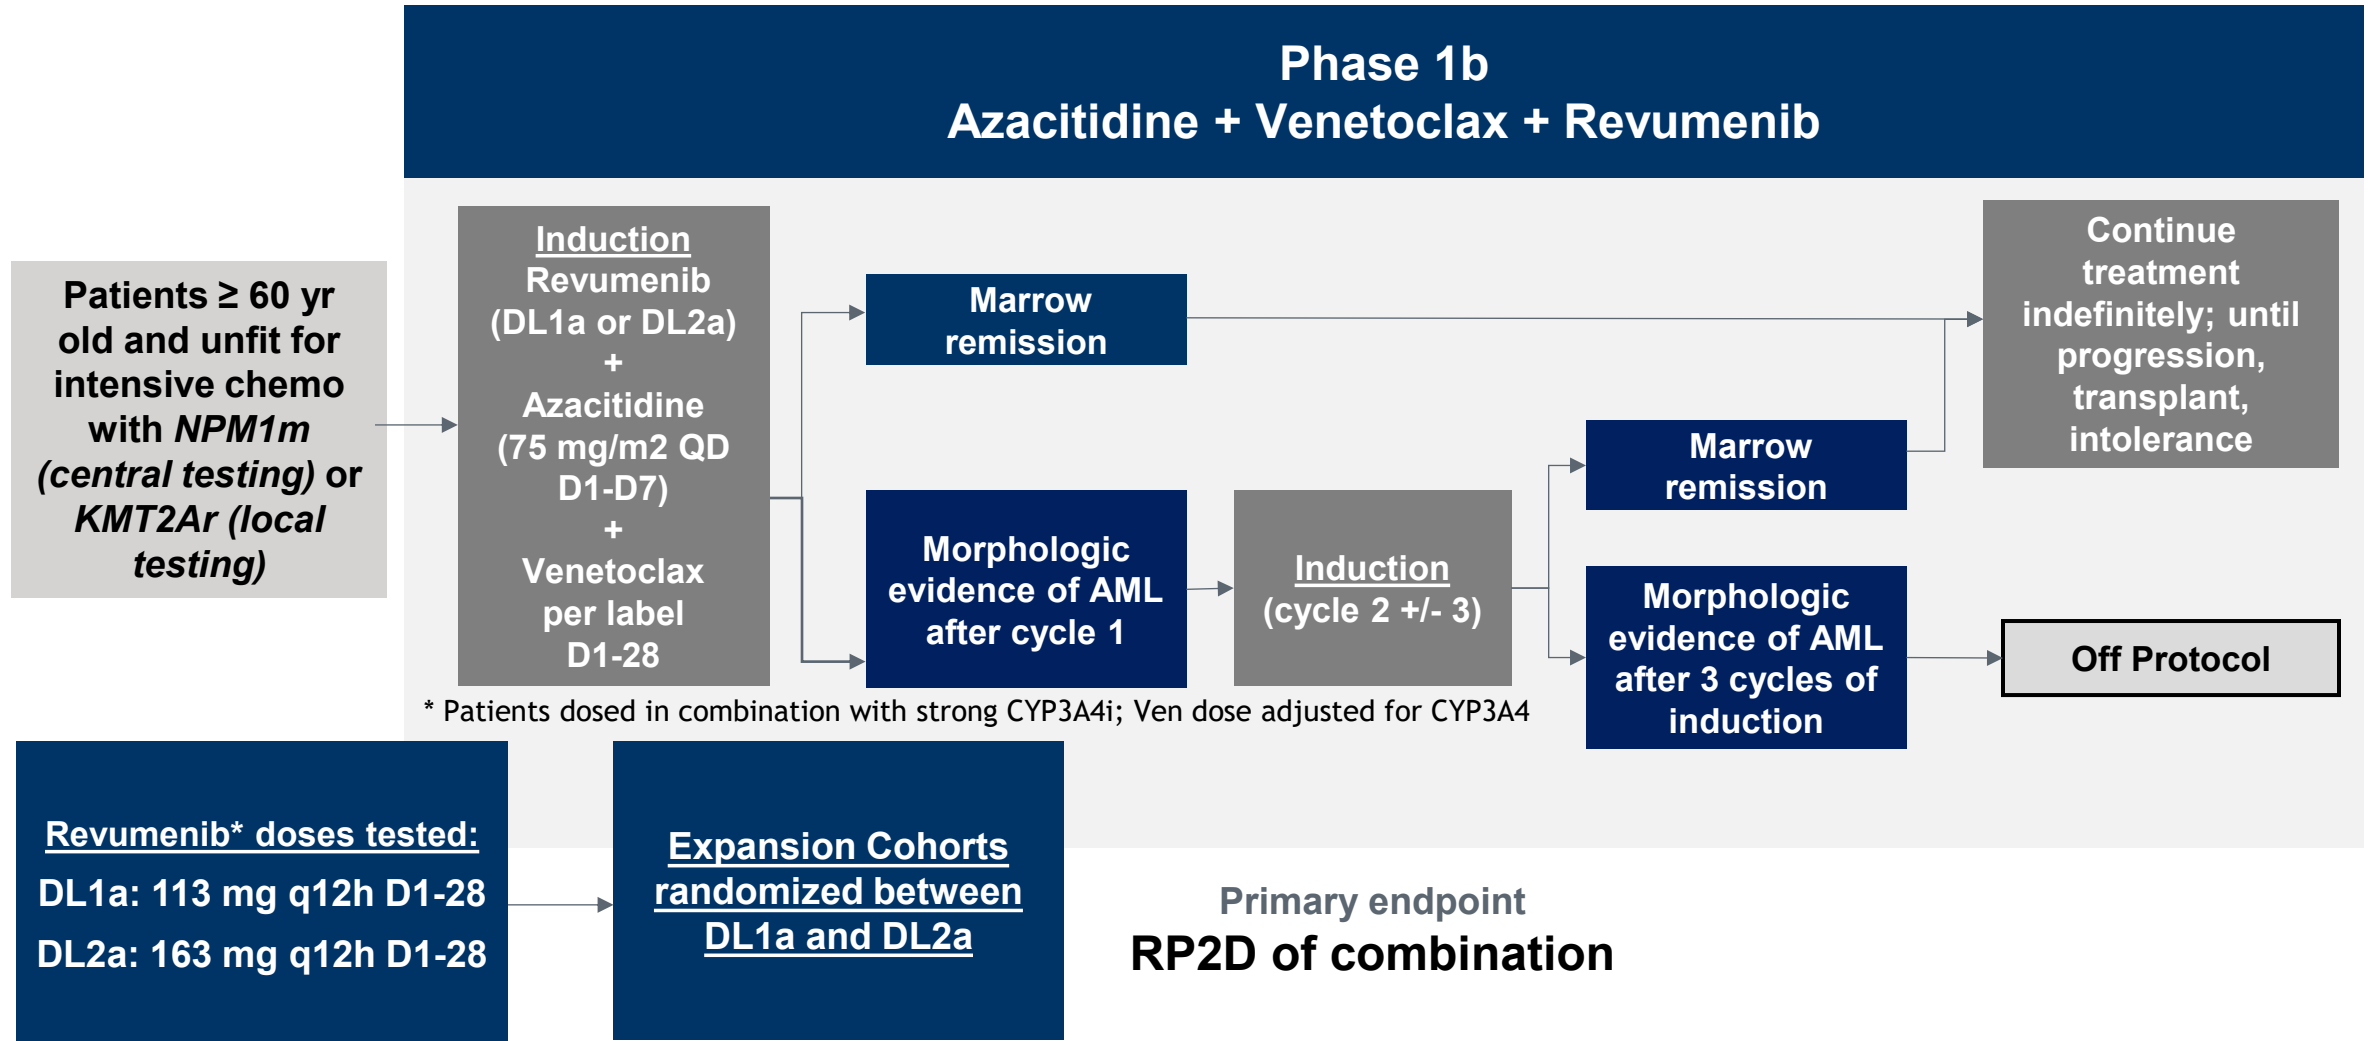 Phase 1b
Azacitidine + Venetoclax + Revumenib
Patients ≥ 60 yr
old and unfit for
intensive chemo
with NPM1m
(central testing) or
KMT2Ar (local
testing)
Induction
Revumenib
(DL1a or DL2a)
+
Azacitidine
(75 mg/m2 QD
D1-D7)
+
Venetoclax
per label
D1-28
Marrow
remission
Morphologic
evidence of AML
after cycle 1
Induction
(cycle 2 +/- 3)
Marrow
remission
Morphologic
evidence of AML
after 3 cycles of
induction
Continue
treatment
indefinitely; until
progression,
transplant,
intolerance
Off Protocol
* Patients dosed in combination with strong CYP3A4i; Ven dose adjusted for CYP3A4
Revumenib* doses tested:
DL1a: 113 mg q12h D1-28
DL2a: 163 mg q12h D1-28
Expansion Cohorts
randomized between
DL1a and DL2a
Primary endpoint
RP2D of combination